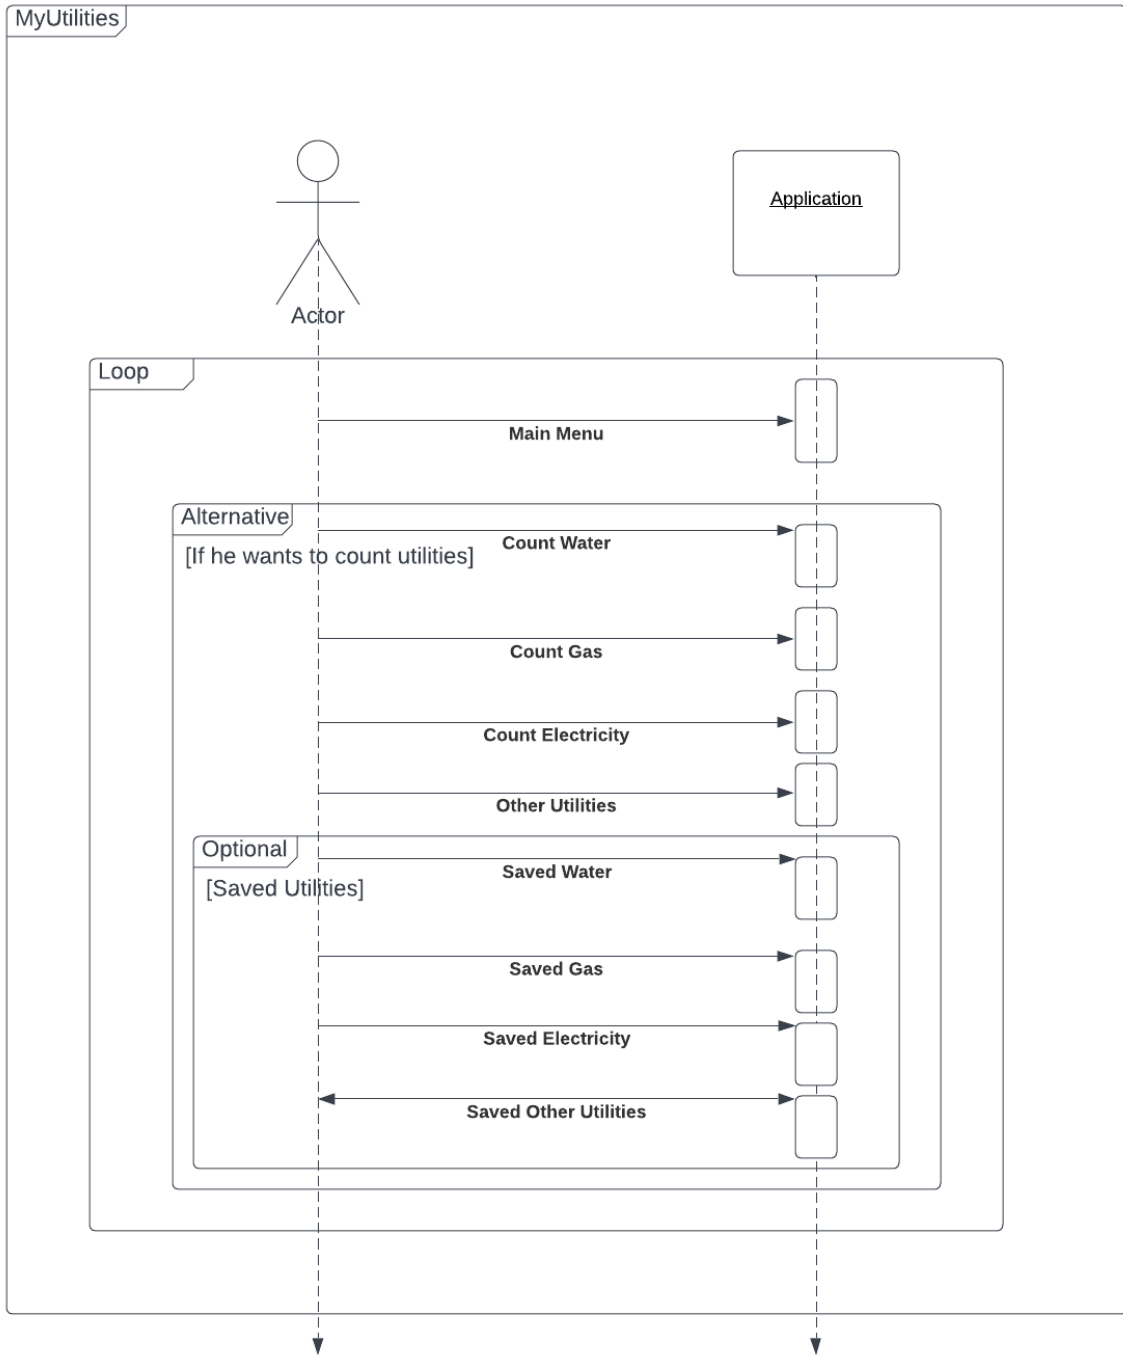 MyUtilities
Application
Actor
Loop
Main Menu
Alternative
Count Water
[If he wants to count utilities]
Count Gas
Count Electricity
Other Utilities
Optional
Saved Water
[Saved Utilities]
Saved Gas
Saved Electricity
Saved Other Utilities